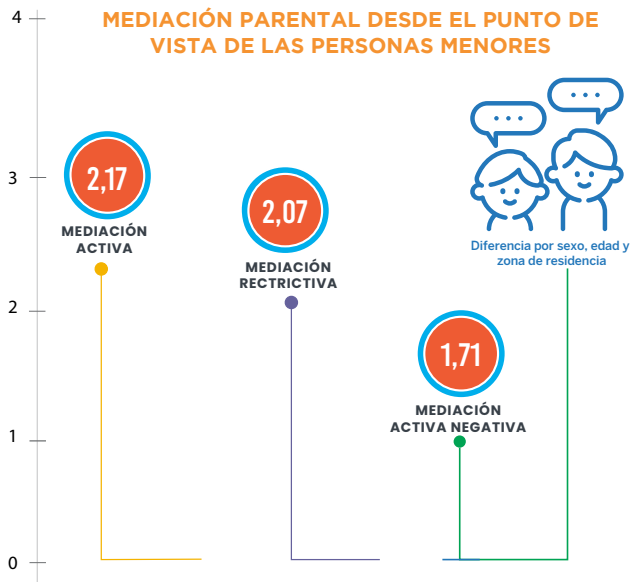 MEDIACIÓN PARENTAL DESDE EL PUNTO DE
VISTA DE LAS PERSONAS MENORES
4
3
2
1
0
2,17
MEDIACIÓN
ACTIVA
2,07
MEDIACIÓN
RECTRICTIVA
1,71
MEDIACIÓN
ACTIVA NEGATIVA
Diferencia por sexo, edad y
zona de residencia